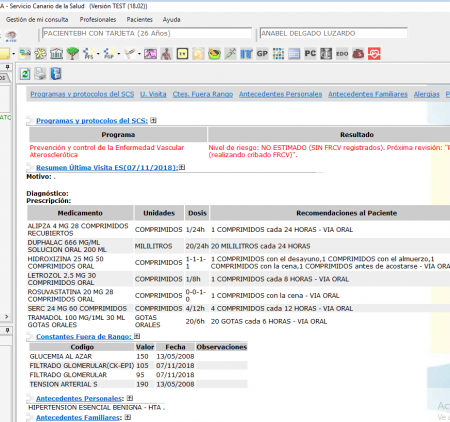 A - Servicio Canario de la Salud (Versión TEST (18.02))
Gestión de mi consulta Profesionales Pacientes Ventana ?
PACIENTEBH CON TARJETA (26 Años) ANABEL DELGADO LUZARDO
IT GP PC EDO
Programas y protocolos del SCS U. Visita Ctes. Fuera Rango Antecedentes Personales Antecedentes Familiares Alergias
Programas y protocolos del SCS:
Programa Resultado
Prevención y control de la Enfermedad Vascular Aterosclerótica
Nivel de riesgo: NO ESTIMADO (SIN FRCV registrados). Próxima revisión:
(realizando cribado FRCV)",
Resumen Última Visita ES(07/11/2018):
Motivo: .
Diagnóstico:
Prescripción:
Medicamento Unidades Dosis Recomendaciones al Paciente
ALIPZA 4 MG 28 COMPRIMIDOS RECUBIERTOS COMPRIMIDOS 1/24h 1 COMPRIMIDOS cada 24 HORAS - VIA ORAL
DUPHALAC 666 MG/ML SOLUCION ORAL 200 ML MILILITROS 20/24h 20 MILILITROS cada 24 HORAS
HIDROXIZINA 25 MG 50 COMPRIMIDOS ORAL COMPRIMIDOS 1-1-1-1 1 COMPRIMIDOS con el desayuno,1 COMPRIMIDOS con el almuerzo,1 COMPRIMIDOS con la cena,1 COMPRIMIDOS antes de acostarse - VIA ORA
LETROZOL 2.5 MG 30 COMPRIMIDOS ORAL COMPRIMIDOS 1/8h 1 COMPRIMIDOS cada 8 HORAS - VIA ORAL
ROSUVASTATINA 20 MG 28 COMPRIMIDOS ORAL COMPRIMIDOS 0-0-1-0 1 COMPRIMIDOS con la cena - VIA ORAL
SERC 24 MG 60 COMPRIMIDOS COMPRIMIDOS 4/12h 4 COMPRIMIDOS cada 12 HORAS - VIA ORAL
TRAMADOL 100 MG/1ML 30 ML GOTAS ORALES GOTAS ORALES 20/6h 20 GOTAS cada 6 HORAS - VIA ORAL
Constantes Fuera de Rango:
Codigo Valor Fecha Observaciones
GLUCEMIA AL AZAR 150 13/05/2008
FILTRADO GLOMERULAR(CK-EPI) 105 07/11/2018
FILTRADO GLOMERULAR 95 07/11/2018
TENSION ARTERIAL S 190 13/05/2008
Antecedentes Personales:
HIPERTENSION ESENCIAL BENIGNA - HTA .
Antecedentes Familiares: